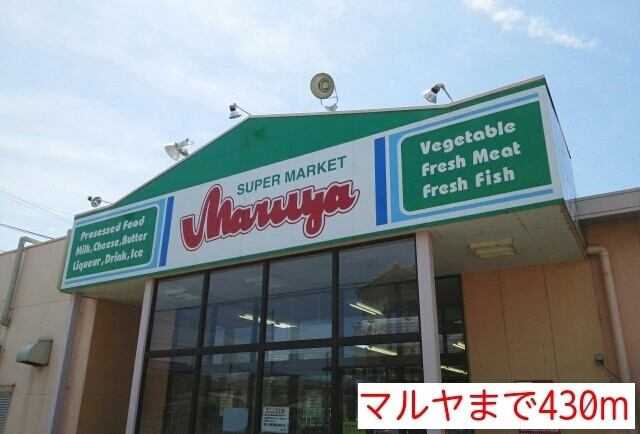 SUPER MARKET
Maruya
Prosessed Food
Milk,Cheese,Butter
Liqueur,Drink,Ice
Vegetable
Fresh Meat
Fresh Fish
マルヤまで430m